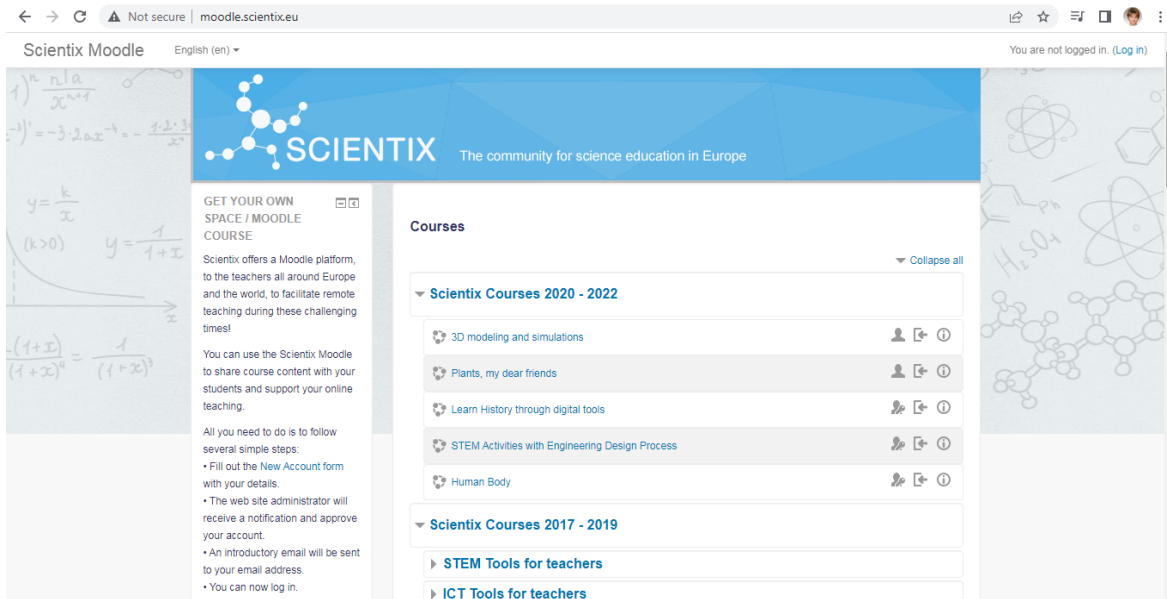 Not secure | moodle.scientix.eu
Scientix Moodle English (en)
You are not logged in. (Log in)
SCIENTIX The community for science education in Europe
GET YOUR OWN
SPACE / MOODLE
COURSE
Scientix offers a Moodle platform,
to the teachers all around Europe
and the world, to facilitate remote
teaching during these challenging
times!
You can use the Scientix Moodle
to share course content with your
students and support your online
teaching.
All you need to do is to follow
several simple steps:
• Fill out the New Account form
with your details.
• The web site administrator will
receive a notification and approve
your account.
• An introductory email will be sent
to your email address.
• You can now log in.
Courses
Collapse all
Scientix Courses 2020 - 2022
3D modeling and simulations
Plants, my dear friends
Learn History through digital tools
STEM Activities with Engineering Design Process
Human Body
Scientix Courses 2017 - 2019
STEM Tools for teachers
ICT Tools for teachers
y = k/x
(k>0) y = 1/1+x
H₂SO₄